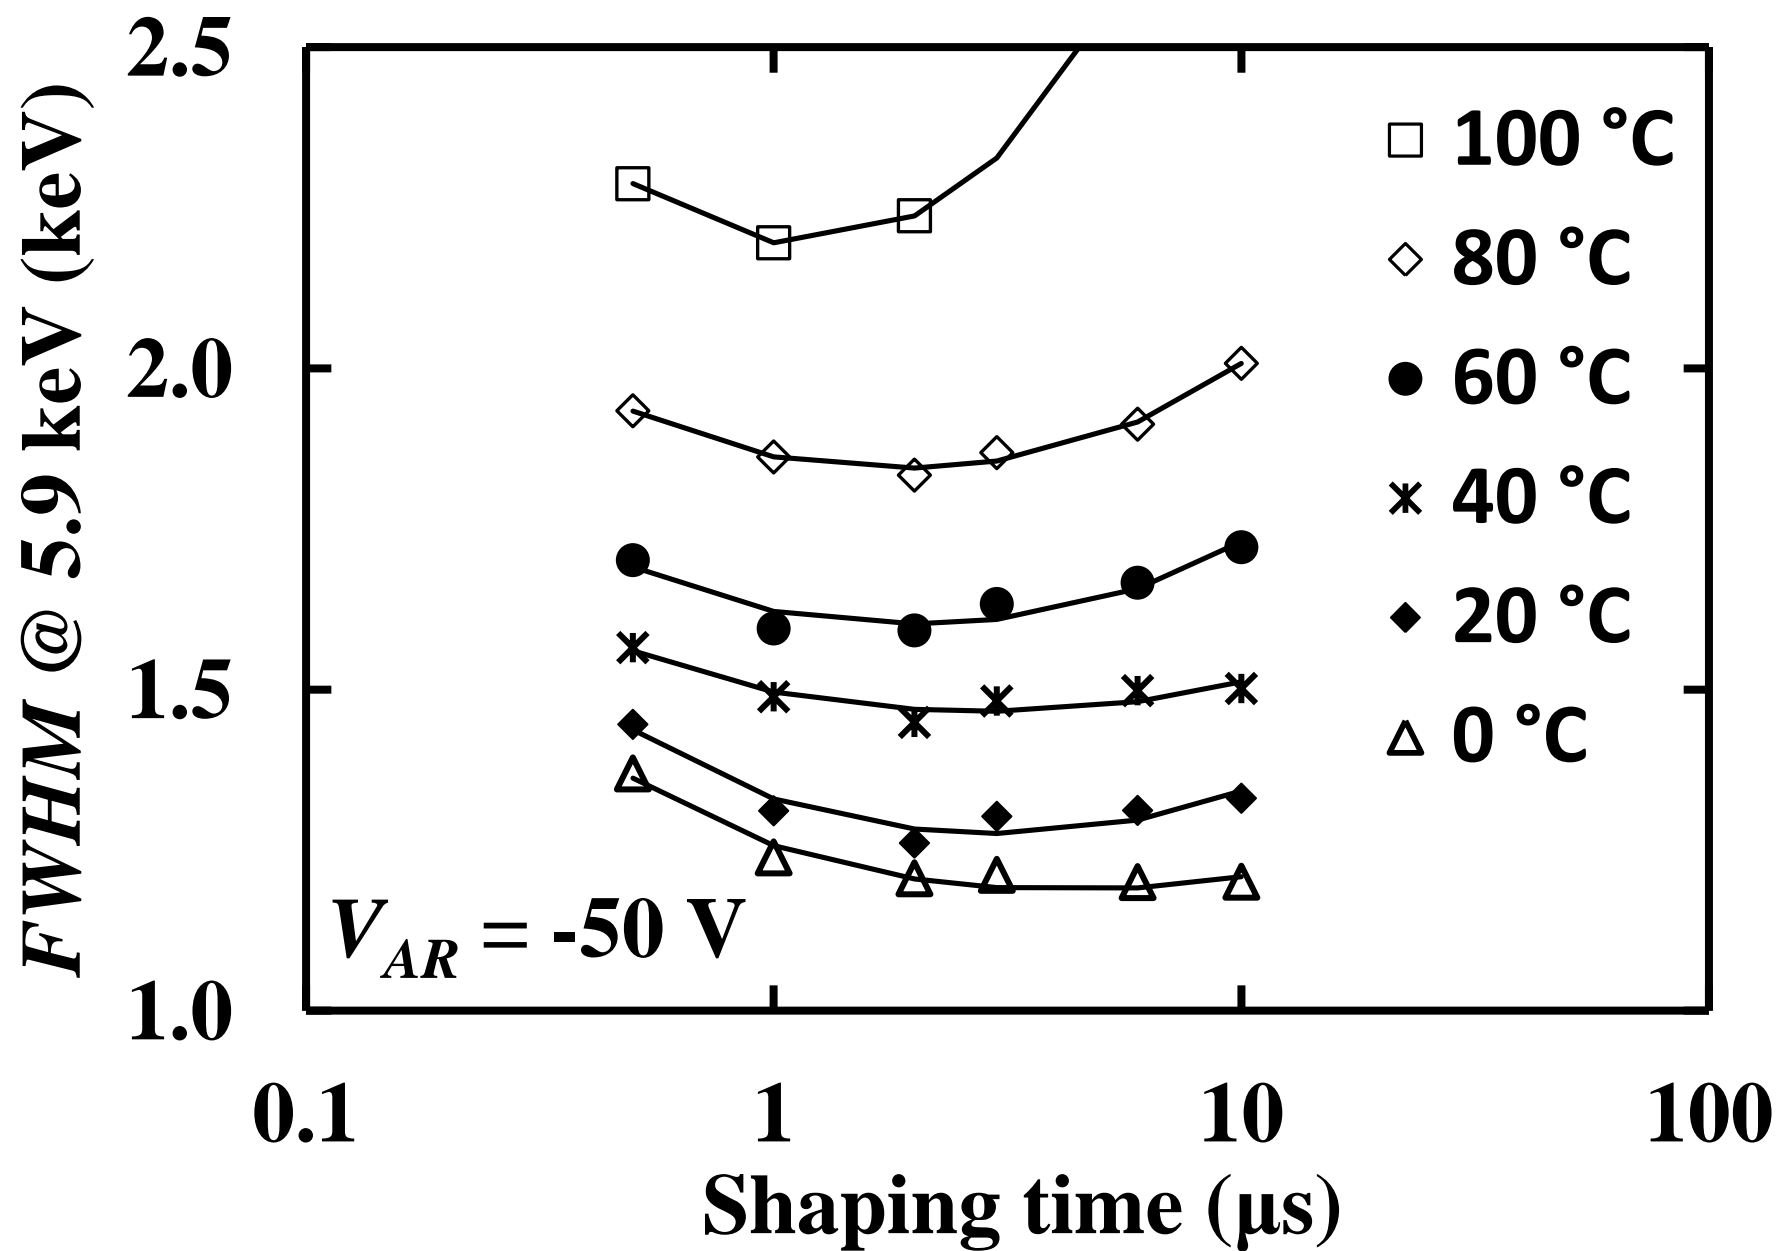 FWHM @ 5.9 keV (keV)
2.5
2.0
1.5
1.0
100 °C
80 °C
60 °C
40 °C
20 °C
0 °C
V_AR = -50 V
0.1 1 10 100
Shaping time (μs)